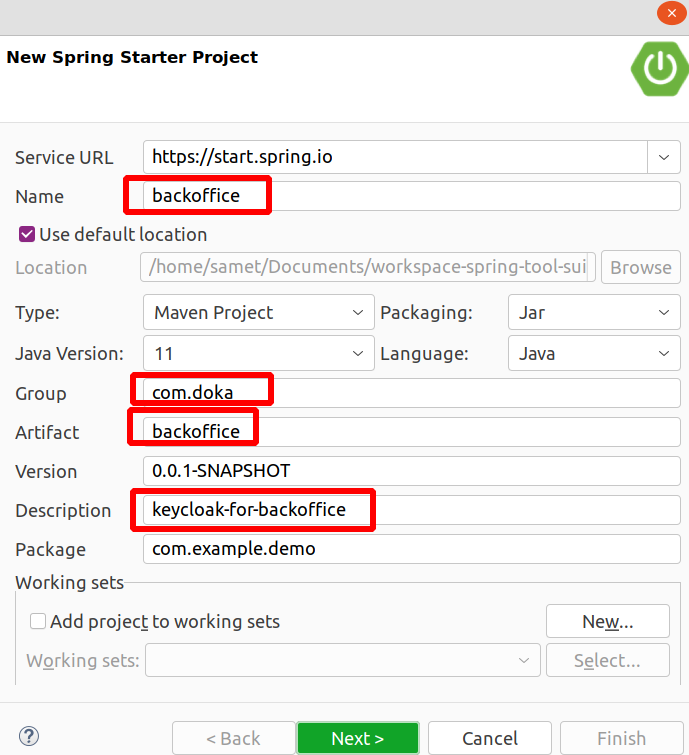 New Spring Starter Project
Service URL https://start.spring.io
Name backoffice
Use default location
Location /home/samet/Documents/workspace-spring-tool-sui Browse
Type: Maven Project Packaging: Jar
Java Version: 11 Language: Java
Group com.doka
Artifact backoffice
Version 0.0.1-SNAPSHOT
Description keycloak-for-backoffice
Package com.example.demo
Working sets
Add project to working sets New...
Working sets: Select...
? < Back Next > Cancel Finish